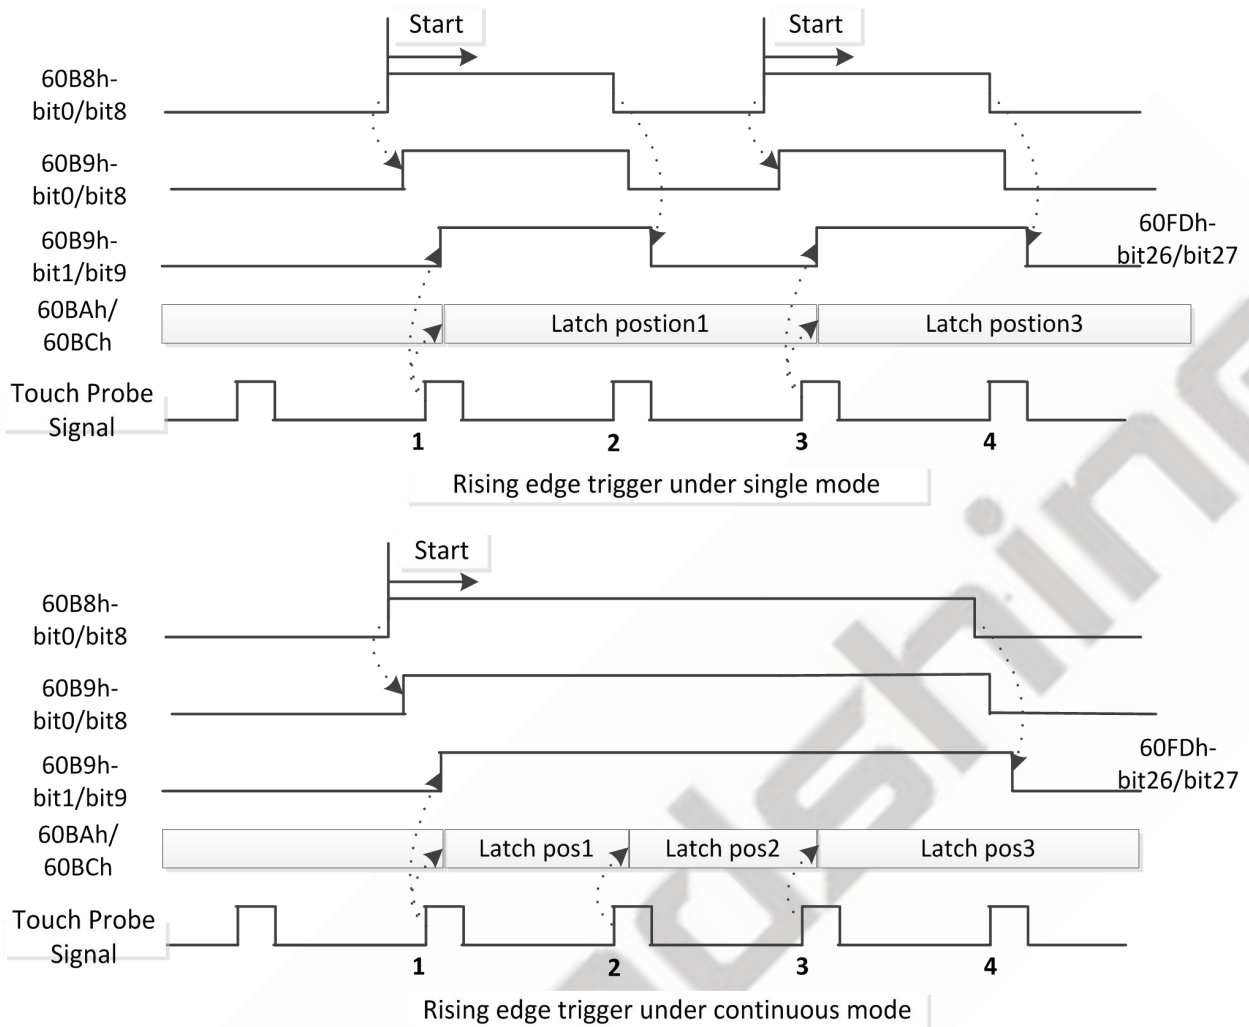 Start
Start
60B8h-
bit0/bit8
60B9h-
bit0/bit8
60B9h-
bit1/bit9
60FDh-
bit26/bit27
60BAh/
60BCh
Latch postion1
Latch postion3
Touch Probe
Signal
1
2
3
4
Rising edge trigger under single mode
Start
60B8h-
bit0/bit8
60B9h-
bit0/bit8
60B9h-
bit1/bit9
60FDh-
bit26/bit27
60BAh/
60BCh
Latch pos1
Latch pos2
Latch pos3
Touch Probe
Signal
1
2
3
4
Rising edge trigger under continuous mode